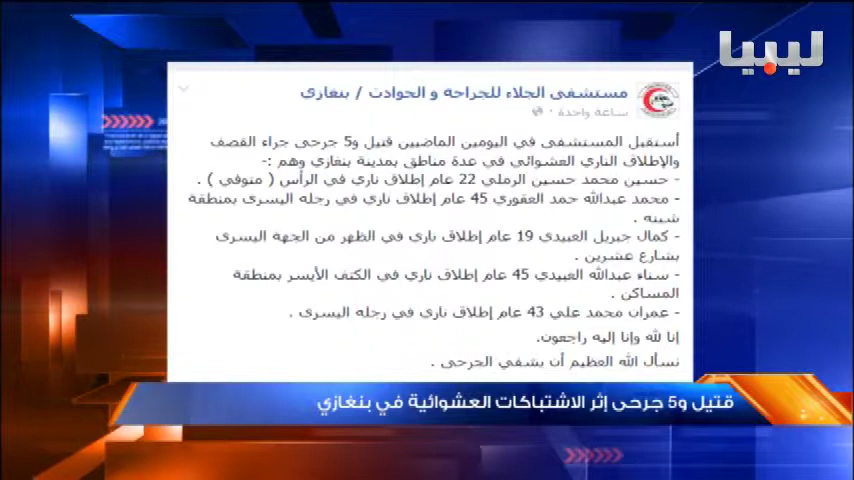 ليبيا
مستشفى الجلاء للجراحة و الحوادث / بنغازي
ساعة واحدة ·
أستقبل المستشفى في اليومين الماضيين قتيل و5 جرحى جراء القصف
والإطلاق الناري العشوائي في عدة مناطق بمدينة بنغازي وهم :-
- حسين محمد حسين الرملي 22 عام إطلاق ناري في الرأس ( متوفي ) .
- محمد عبدالله حمد العقوري 45 عام إطلاق ناري في رجله اليسرى بمنطقة
شبنه .
- كمال جبريل العبيدي 19 عام إطلاق ناري في الظهر من الجهة اليسرى
بشارع عشرين .
- سناء عبدالله العبيدي 45 عام إطلاق ناري في الكتف الأيسر بمنطقة
المساكن .
- عمران محمد علي 43 عام إطلاق ناري في رجله اليسرى .
إنا لله وإنا إليه راجعون.
نسأل الله العظيم أن يشفي الجرحى .
قتيل و5 جرحى إثر الاشتباكات العشوائية في بنغازي